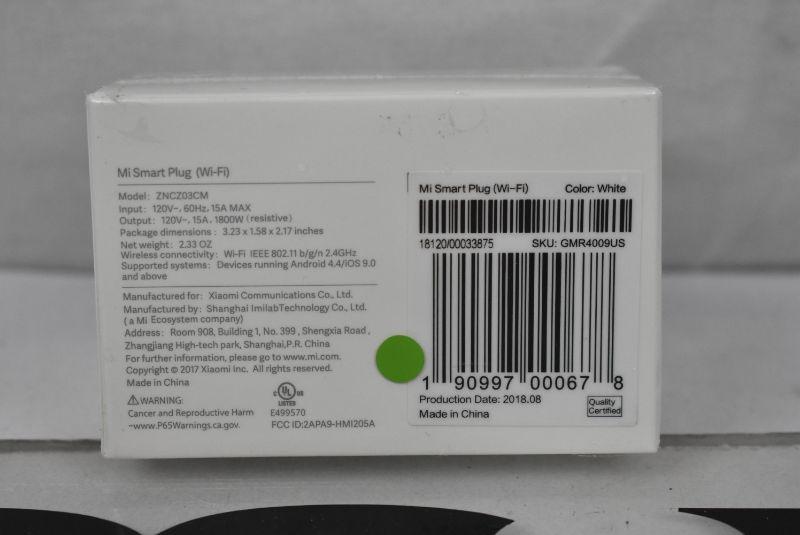 Mi Smart Plug (Wi-Fi)
Model: ZNCZ03CM
Input: 120V~, 60Hz, 15A MAX
Output: 120V~, 15A, 1800W (resistive)
Package dimensions : 3.23 x 1.58 x 2.17 inches
Net weight: 2.33 OZ
Wireless connectivity: Wi-Fi IEEE 802.11 b/g/n 2.4GHz
Supported systems: Devices running Android 4.4/iOS 9.0
and above
Manufactured for: Xiaomi Communications Co., Ltd.
Manufactured by: Shanghai ImilabTechnology Co., Ltd.
( a Mi Ecosystem company)
Address: Room 908, Building 1, No. 399 , Shengxia Road ,
Zhangjiang High-tech park, Shanghai,P.R. China
For further information, please go to www.mi.com.
Copyright © 2017 Xiaomi Inc. All rights reserved.
Made in China
⚠WARNING:
Cancer and Reproductive Harm
-www.P65Warnings.ca.gov.
C UL US
LISTED
E499570
FCC ID:2APA9-HMI205A
Mi Smart Plug (Wi-Fi) Color: White
18120/00033875 SKU: GMR4009US
1 90997 00067 8
Production Date: 2018.08
Made in China
Quality
Certified